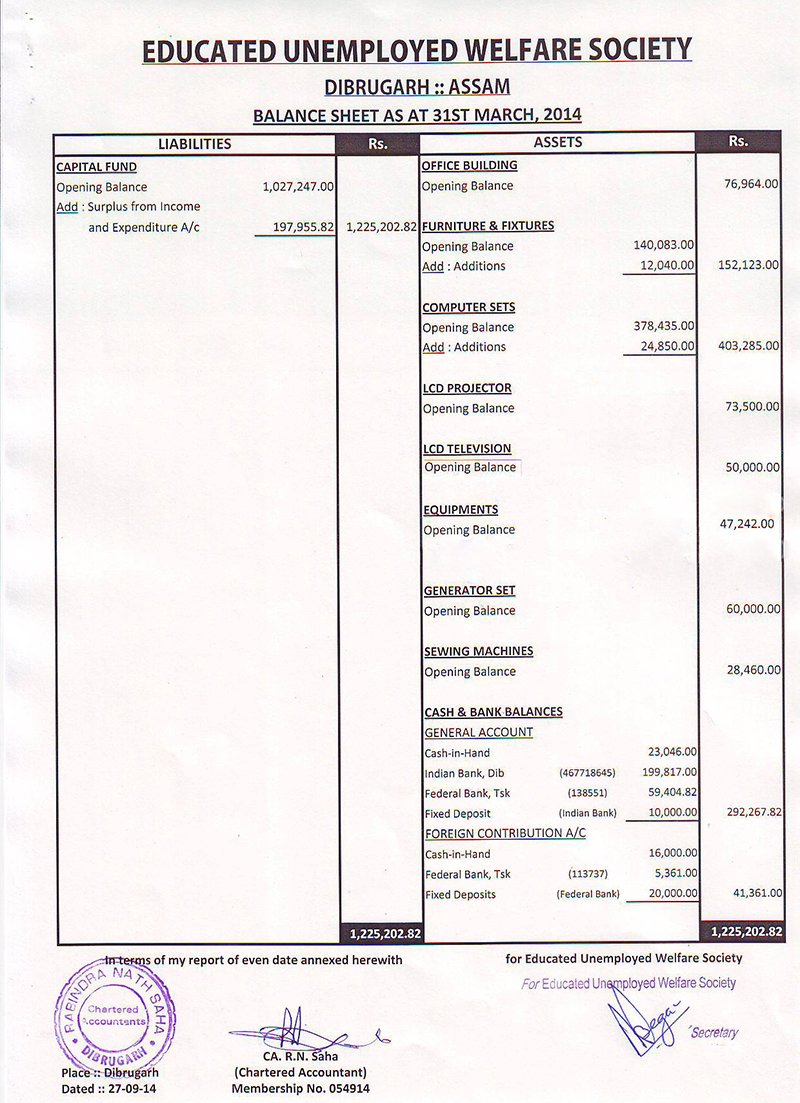 EDUCATED UNEMPLOYED WELFARE SOCIETY
DIBRUGARH :: ASSAM
BALANCE SHEET AS AT 31ST MARCH, 2014
LIABILITIES Rs. ASSETS Rs.
CAPITAL FUND
Opening Balance 1,027,247.00
Add : Surplus from Income
and Expenditure A/c 197,955.82 1,225,202.82
OFFICE BUILDING
Opening Balance 76,964.00
FURNITURE & FIXTURES
Opening Balance 140,083.00
Add : Additions 12,040.00 152,123.00
COMPUTER SETS
Opening Balance 378,435.00
Add : Additions 24,850.00 403,285.00
LCD PROJECTOR
Opening Balance 73,500.00
LCD TELEVISION
Opening Balance 50,000.00
EQUIPMENTS
Opening Balance 47,242.00
GENERATOR SET
Opening Balance 60,000.00
SEWING MACHINES
Opening Balance 28,460.00
CASH & BANK BALANCES
GENERAL ACCOUNT
Cash-in-Hand 23,046.00
Indian Bank, Dib (467718645) 199,817.00
Federal Bank, Tsk (138551) 59,404.82
Fixed Deposit (Indian Bank) 10,000.00 292,267.82
FOREIGN CONTRIBUTION A/C
Cash-in-Hand 16,000.00
Federal Bank, Tsk (113737) 5,361.00
Fixed Deposits (Federal Bank) 20,000.00 41,361.00
1,225,202.82 1,225,202.82
In terms of my report of even date annexed herewith
for Educated Unemployed Welfare Society
For Educated Unemployed Welfare Society
Secretary
RABINDRA NATH SAHA
Chartered
Accountants
DIBRUGARH
CA. R.N. Saha
Place :: Dibrugarh (Chartered Accountant)
Dated :: 27-09-14 Membership No. 054914